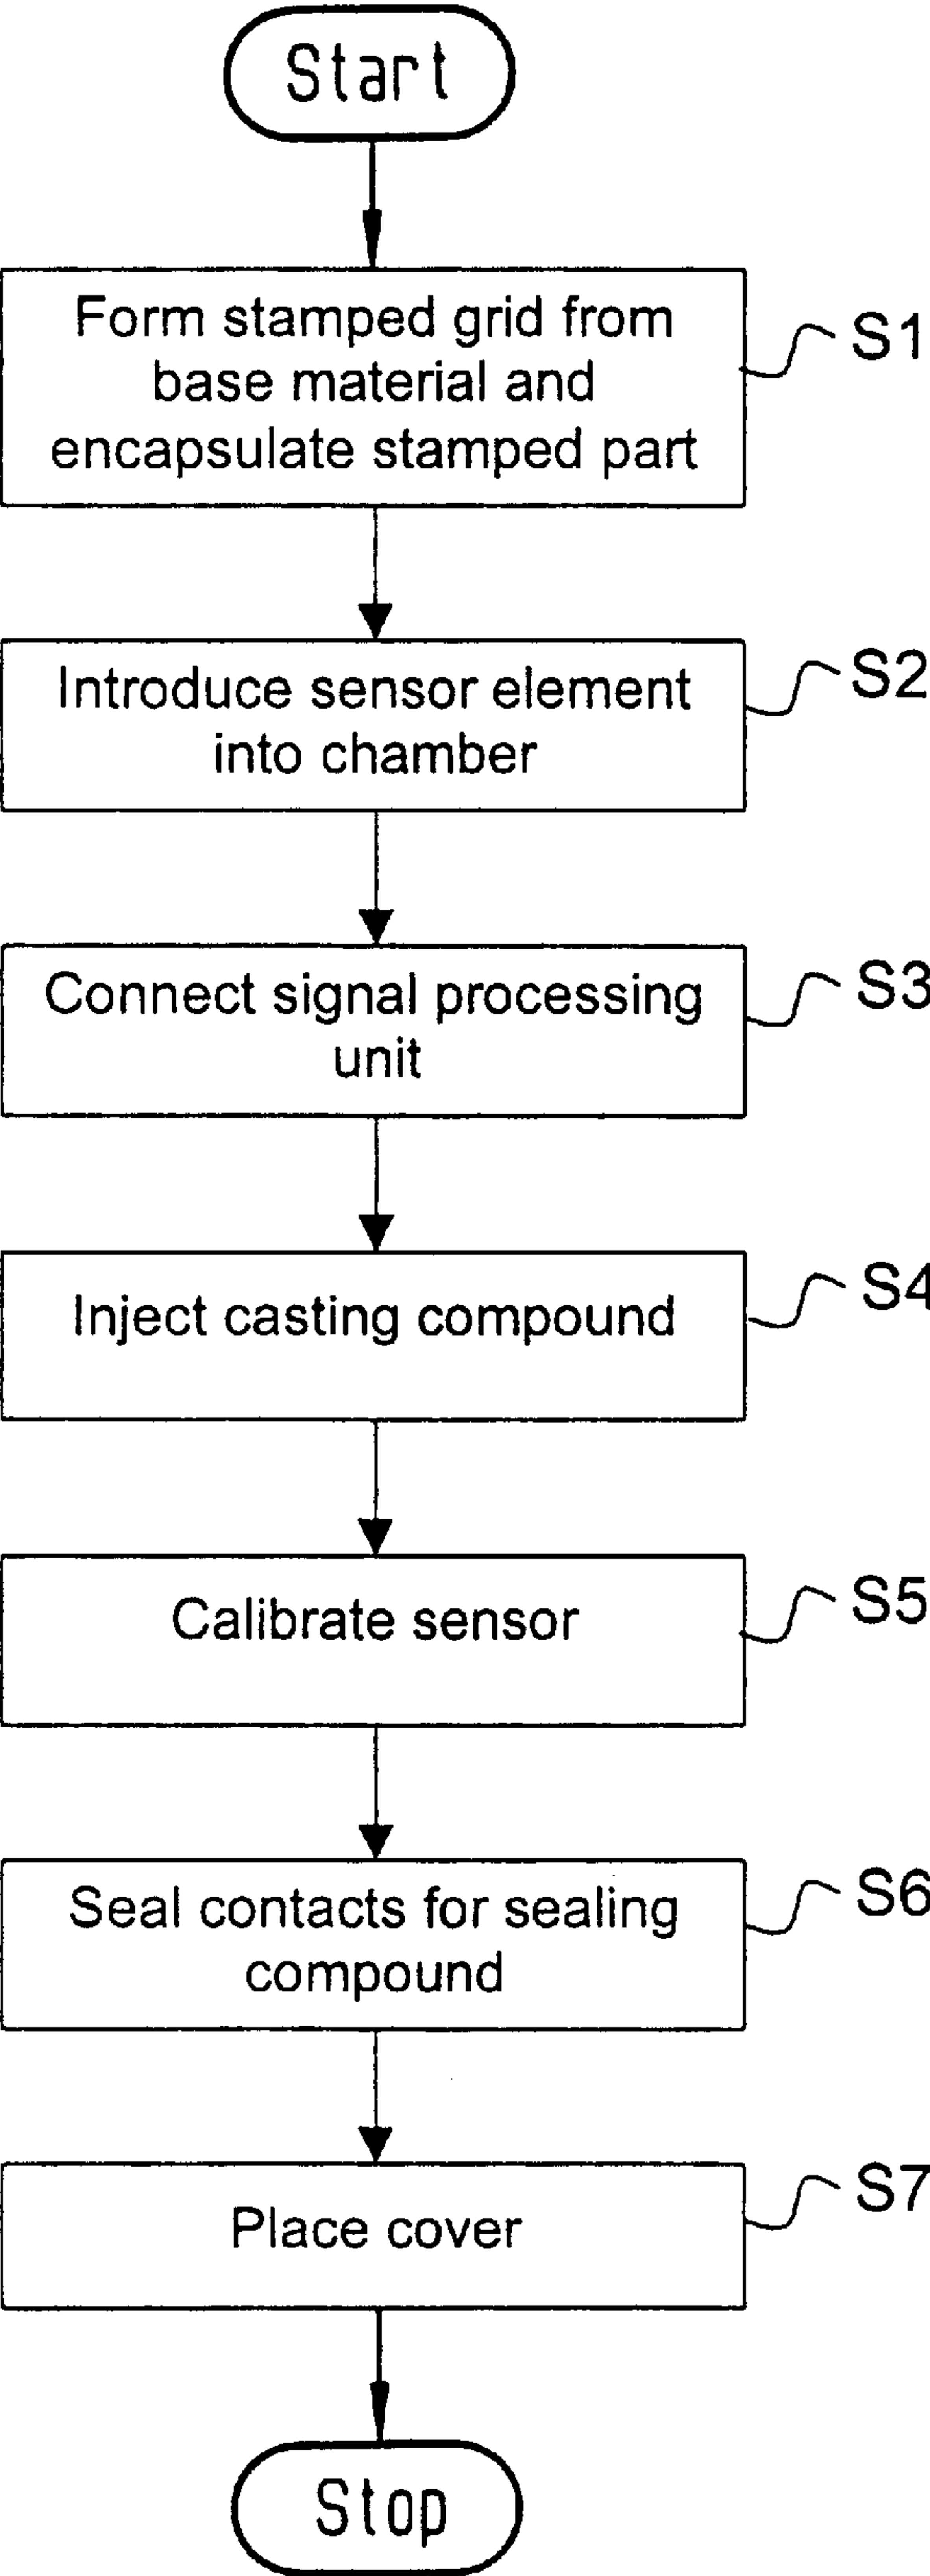 Start
Form stamped grid from
base material and
encapsulate stamped part
S1
Introduce sensor element
into chamber
S2
Connect signal processing
unit
S3
Inject casting compound
S4
Calibrate sensor
S5
Seal contacts for sealing
compound
S6
Place cover
S7
Stop